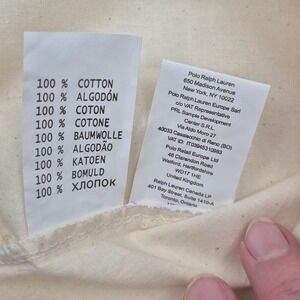 100 % COTTON
100 % ALGODÓN
100 % COTON
100 % COTONE
100 % BAUMWOLLE
100 % ALGODÃO
100 % KATOEN
100 % BOMULD
100 % ХЛОПОК
Polo Ralph Lauren
650 Madison Avenue
New York, NY 10022
Polo Ralph Lauren Europe Sarl
c/o VAT Representative
PRL Sample Development
Center S.R.L.
Via Aldo Moro 27
40033 Casalecchio di Reno (BO)
VAT ID:
Polo Retail Europe Ltd
46 Clarendon Road
Watford, Hertfordshire
WD17 1HE
United Kingdom
Ralph Lauren Canada LP
401 Bay Street, Suite 1410-A
Toronto, Ontario